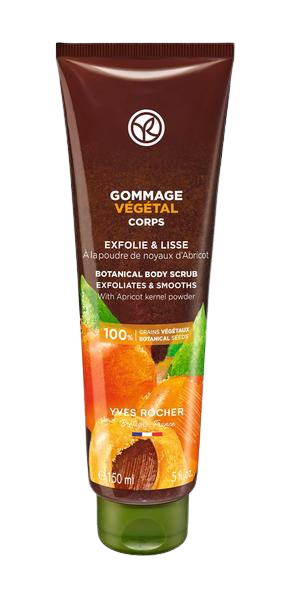 GOMMAGE
VÉGÉTAL
CORPS
EXFOLIE & LISSE
À la poudre de noyaux d'Abricot
BOTANICAL BODY SCRUB
EXFOLIATES & SMOOTHS
With Apricot kernel powder
100%
GRAINS VÉGÉTAUX
BOTANICAL SEEDS
YVES ROCHER
France
℮ 150 ml